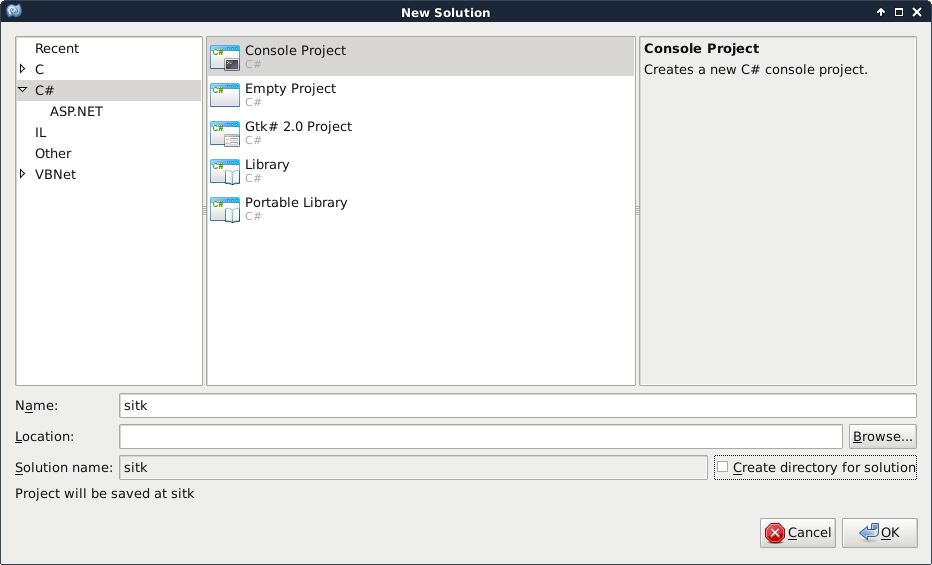 New Solution
Recent
C
C#
ASP.NET
IL
Other
VBNet
Console Project
C#
Empty Project
C#
Gtk# 2.0 Project
C#
Library
C#
Portable Library
C#
Console Project
Creates a new C# console project.
Name: sitk
Location: Browse...
Solution name: sitk Create directory for solution
Project will be saved at sitk
Cancel OK